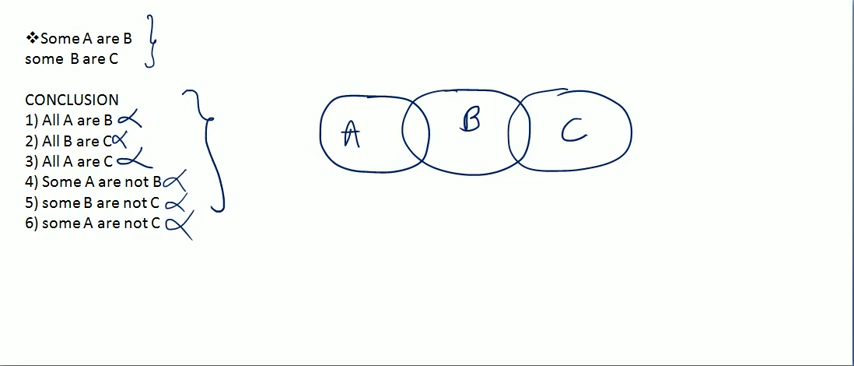 ❖Some A are B
some B are C
CONCLUSION
1) All A are B
2) All B are C
3) All A are C
4) Some A are not B
5) some B are not C
6) some A are not C
A
B
C